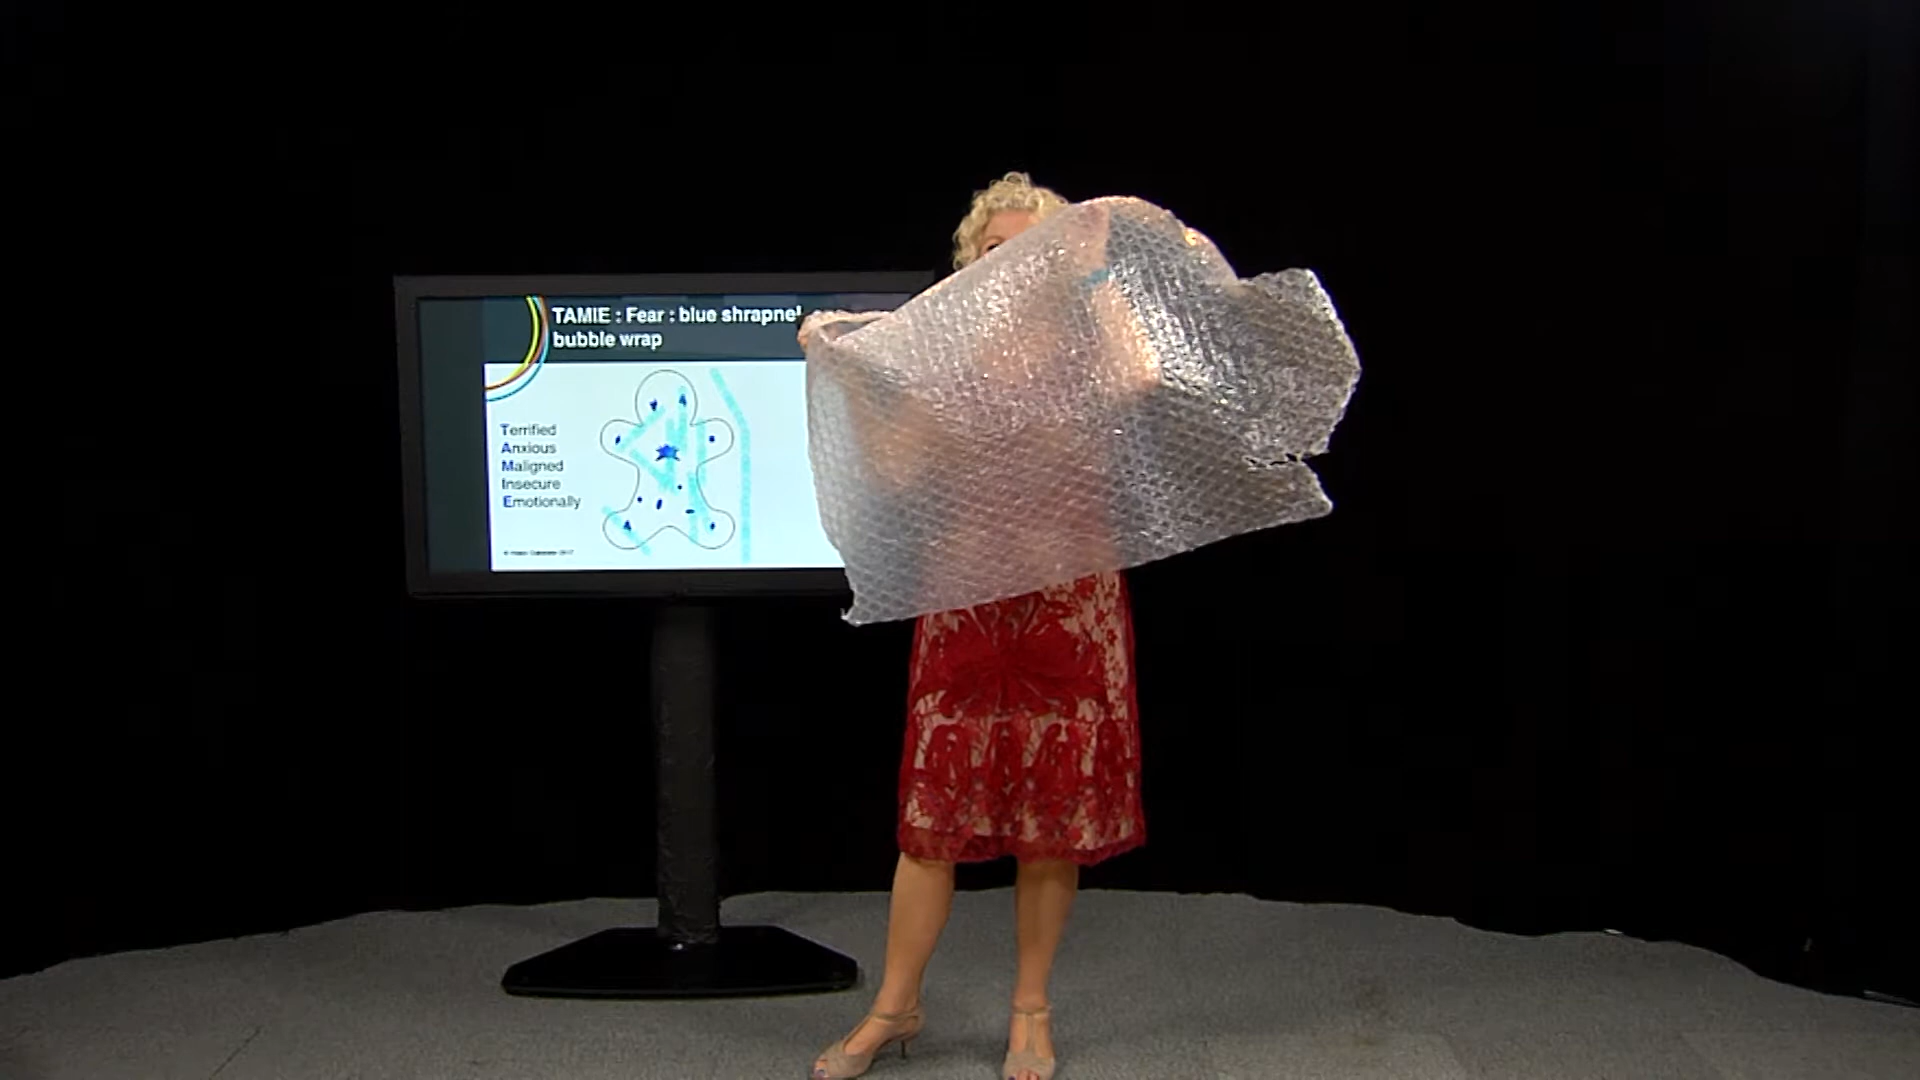 TAMIE : Fear : blue shrapnel
bubble wrap
Terrified
Anxious
Maligned
Insecure
Emotionally